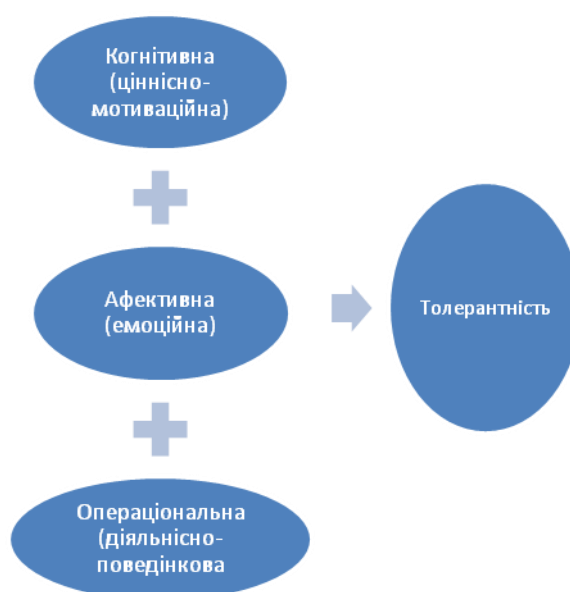 Когнітивна
(ціннісно-
мотиваційна)
Афективна
(емоційна)
Толерантність
Операціональна
(діяльнісно-
поведінкова